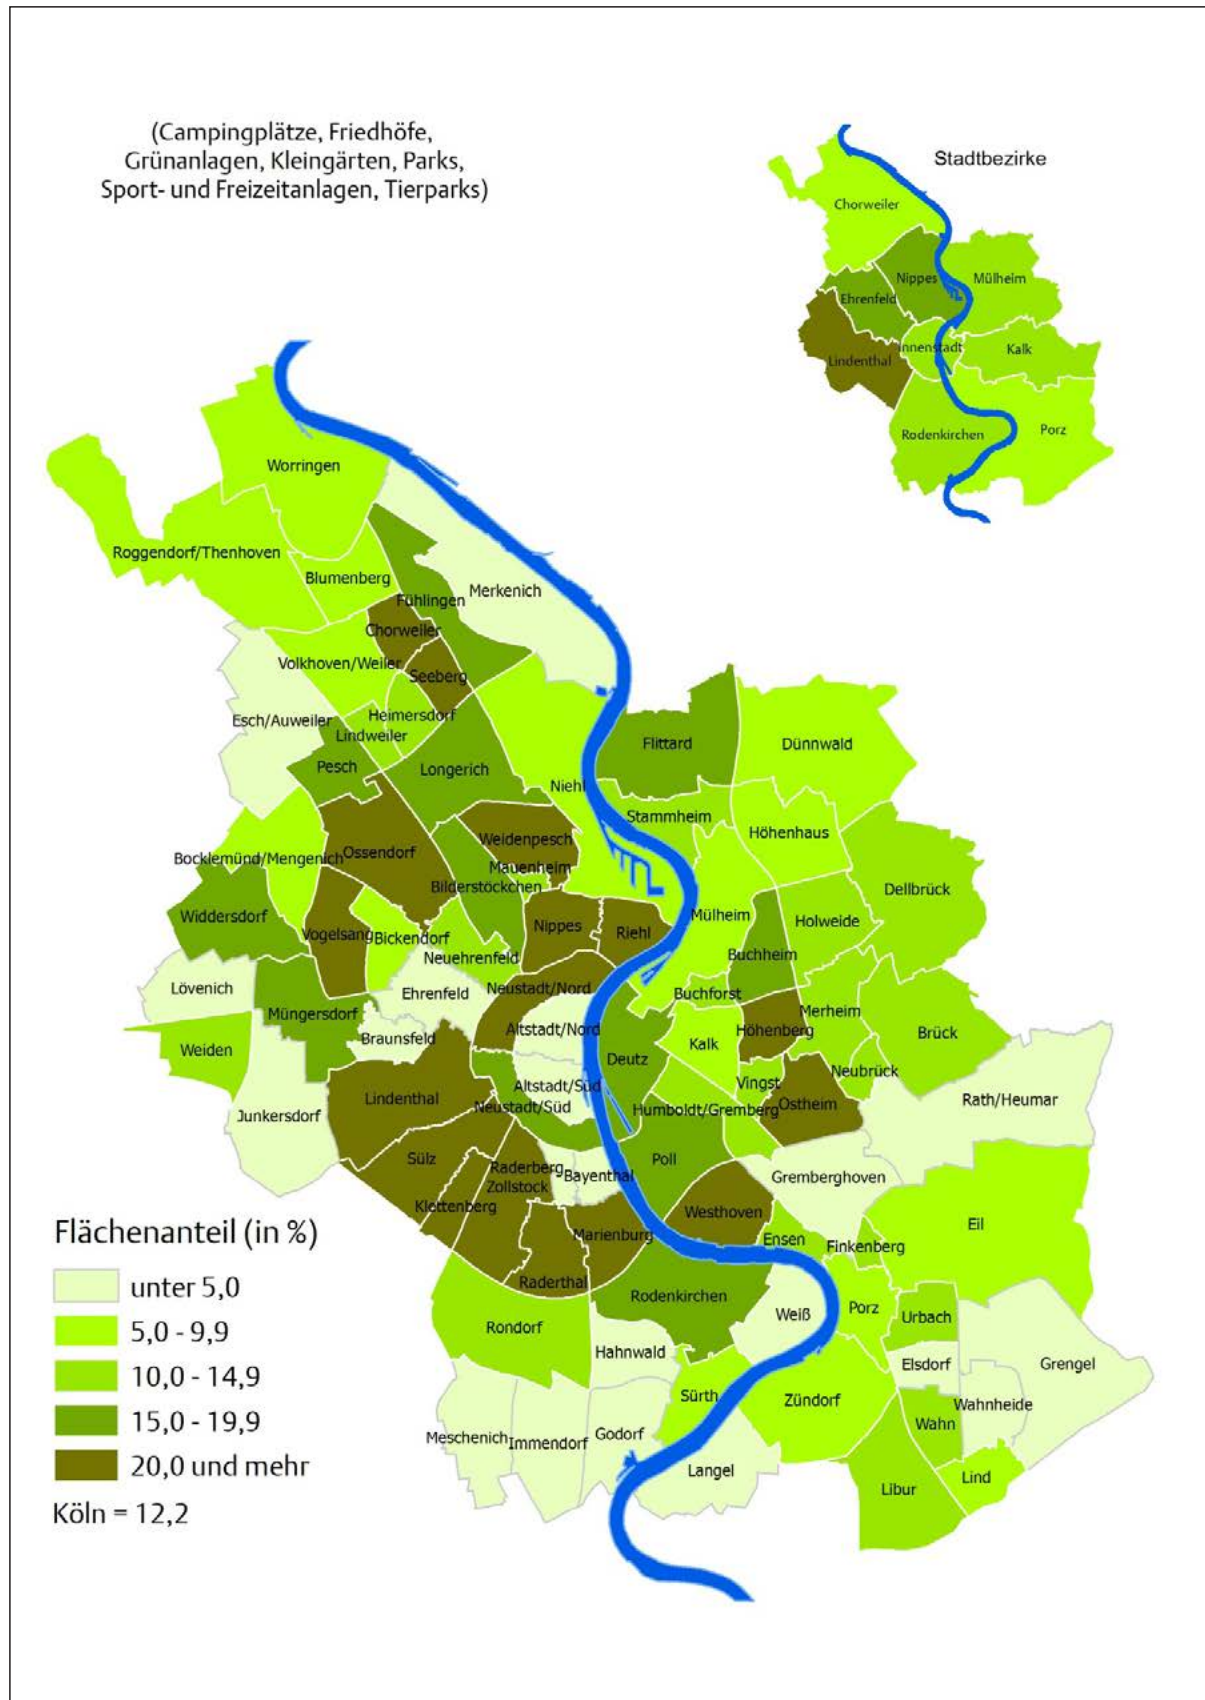 (Campingplätze, Friedhöfe,
Grünanlagen, Kleingärten, Parks,
Sport- und Freizeitanlagen, Tierparks)
Stadtbezirke
Chorweiler
Nippes
Mülheim
Ehrenfeld
Innenstadt
Kalk
Lindenthal
Rodenkirchen
Porz
Worringen
Roggendorf/Thenhoven
Blumenberg
Merkenich
Fühlingen
Chorweiler
Volkhoven/Weiler
Seeberg
Esch/Auweiler
Heimersdorf
Lindweiler
Flittard
Dünnwald
Pesch
Longerich
Niehl
Stammheim
Höhenhaus
Weidenpesch
Ossendorf
Bocklemünd/Mengenich
Mauenheim
Bilderstöckchen
Dellbrück
Widdersdorf
Mülheim
Holweide
Vogelsang
Bickendorf
Nippes
Riehl
Buchheim
Neuehrenfeld
Lövenich
Ehrenfeld
Neustadt/Nord
Buchforst
Müngersdorf
Merheim
Altstadt/Nord
Höhenberg
Brück
Braunsfeld
Weiden
Deutz
Kalk
Neubrück
Altstadt/Süd
Vingst
Lindenthal
Neustadt/Süd
Humboldt/Gremberg
Ostheim
Rath/Heumar
Junkersdorf
Sülz
Raderberg
Zollstock
Bayenthal
Poll
Gremberghoven
Klettenberg
Westhoven
Marienburg
Ensen
Finkenberg
Eil
Raderthal
Rodenkirchen
Weiß
Porz
Urbach
Rondorf
Hahnwald
Elsdorf
Grengel
Sürth
Zündorf
Wahnheide
Meschenich
Immendorf
Godorf
Wahn
Langel
Libur
Lind
Flächenanteil (in %)
unter 5,0
5,0 - 9,9
10,0 - 14,9
15,0 - 19,9
20,0 und mehr
Köln = 12,2